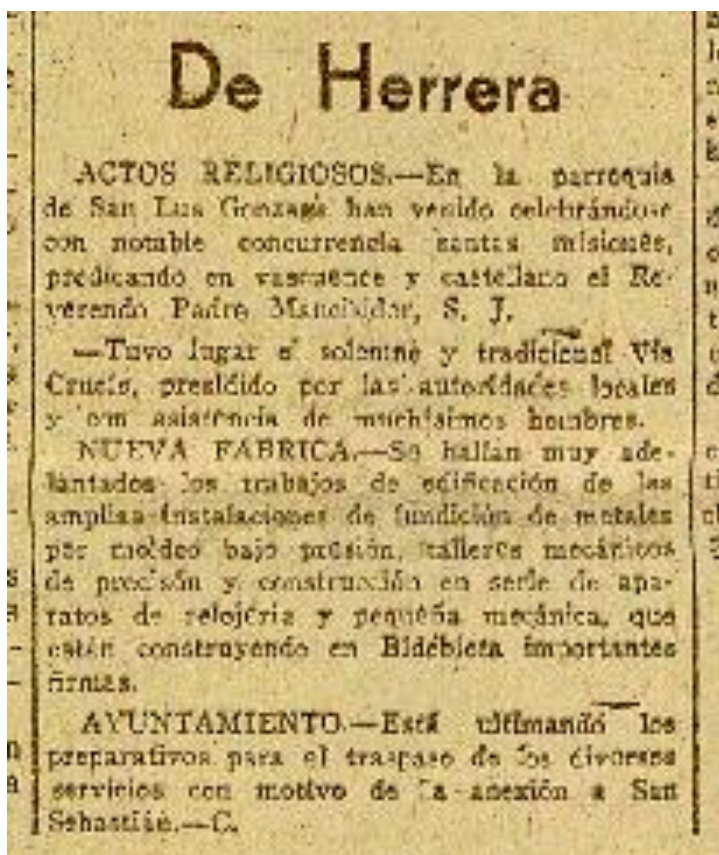 De Herrera
ACTOS RELIGIOSOS.—En la parroquia
de San Luis Gonzaga han venido celebrándose
con notable concurrencia santas misiones,
predicando en vascuence y castellano el Re-
verendo Padre Manchidor, S. J.
—Tuvo lugar el solemne y tradicional Vía
Crucis, presidido por las autoridades locales
y con asistencia de muchísimos hombres.
NUEVA FABRICA.—Se hallan muy ade-
lantados los trabajos de edificación de las
amplias instalaciones de fundición de metales
por moldeo bajo presión, talleres mecánicos
de precisón y construcción en serie de apa-
ratos de relojería y pequeña mecánica, que
están construyendo en Bidebieta importantes
firmas.
AYUNTAMIENTO.—Está ultimando los
preparativos para el traspaso de los diversos
servicios con motivo de la anexión a San
Sebastián.—C.